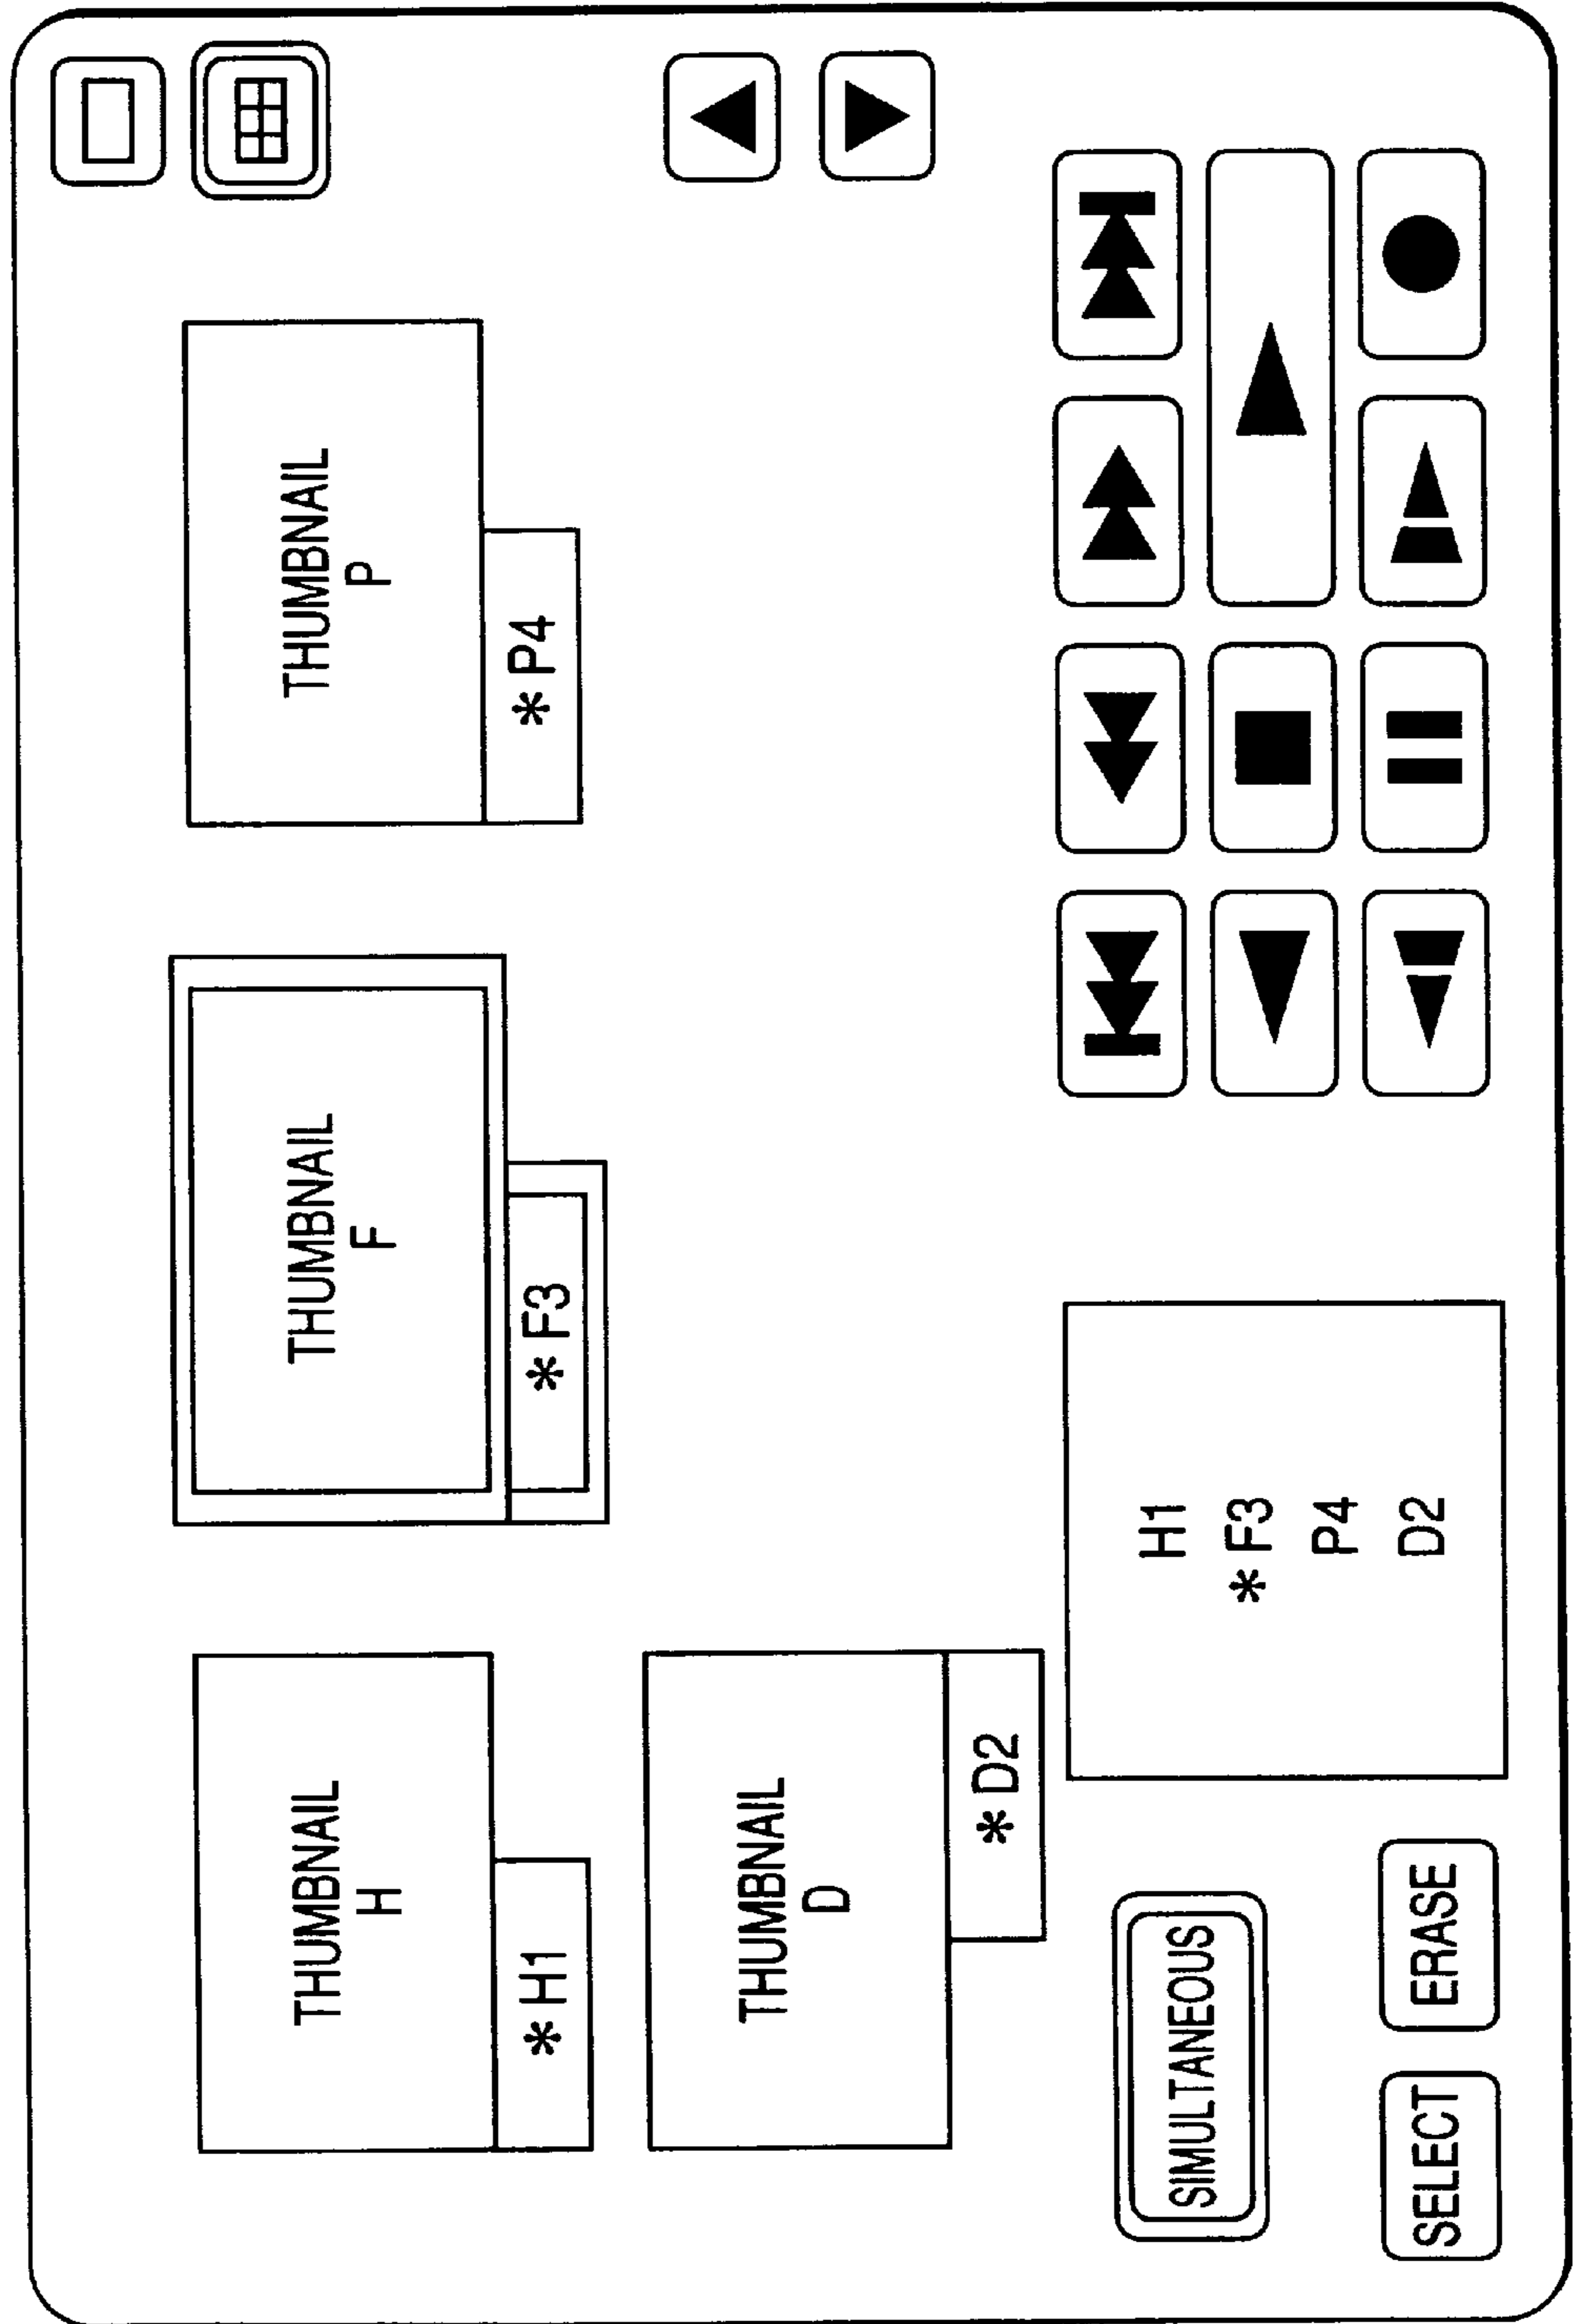 THUMBNAIL
H
*H1
THUMBNAIL
F
*F3
THUMBNAIL
P
*P4
THUMBNAIL
D
*D2
SIMULTANEOUS
SELECT
ERASE
H1
*F3
P4
D2